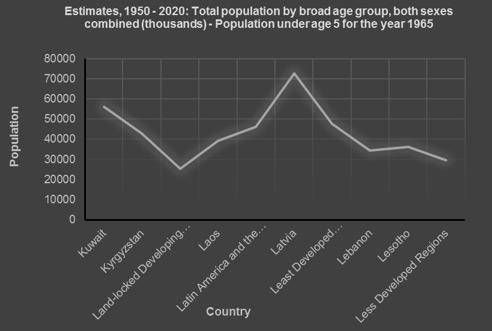 Estimates, 1950 - 2020: Total population by broad age group, both sexes
combined (thousands) - Population under age 5 for the year 1965
80000
70000
60000
50000
40000
30000
20000
10000
0
Population
Kuwait
Kyrgyzstan
Land-locked Developing...
Laos
Latin America and the...
Latvia
Least Developed...
Lebanon
Lesotho
Less Developed Regions
Country